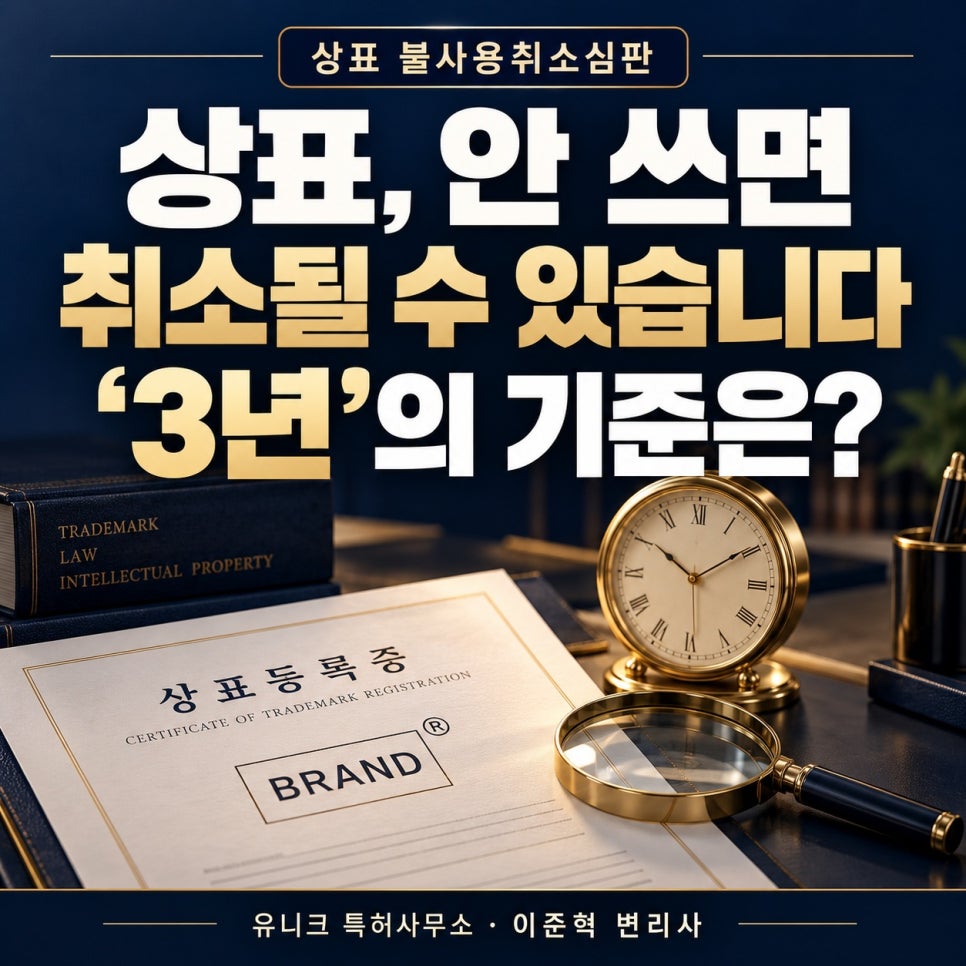 상표 불사용취소심판
상표, 안 쓰면
취소될 수 있습니다
‘3년’의 기준은?
TRADEMARK
LAW
INTELLECTUAL PROPERTY
상표등록증
CERTIFICATE OF TRADEMARK REGISTRATION
BRAND®
유니크 특허사무소 · 이준혁 변리사